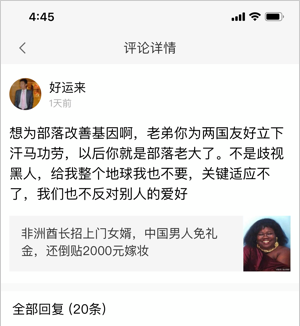 4:45
评论详情
好运来
1天前
想为部落改善基因啊，老弟你为两国友好立下
汗马功劳，以后你就是部落老大了。不是歧视
黑人，给我整个地球我也不要，关键适应不
了，我们也不反对别人的爱好
非洲酋长招上门女婿，中国男人免礼
金，还倒贴2000元嫁妆
全部回复 (20条)